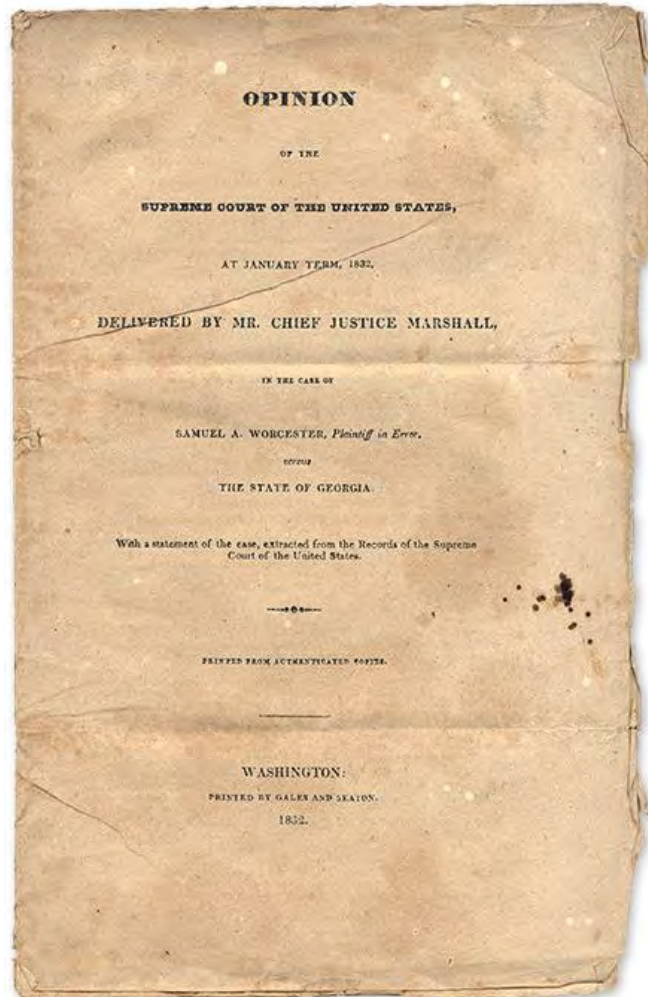 OPINION
OF THE
SUPREME COURT OF THE UNITED STATES,
AT JANUARY TERM, 1832,
DELIVERED BY MR. CHIEF JUSTICE MARSHALL,
IN THE CASE OF
SAMUEL A. WORCESTER, Plaintiff in Error,
versus
THE STATE OF GEORGIA.
With a statement of the case, extracted from the Records of the Supreme
Court of the United States.
PRINTED FROM AUTHENTICATED COPIES.
WASHINGTON:
PRINTED BY GALES AND SEATON.
1832.